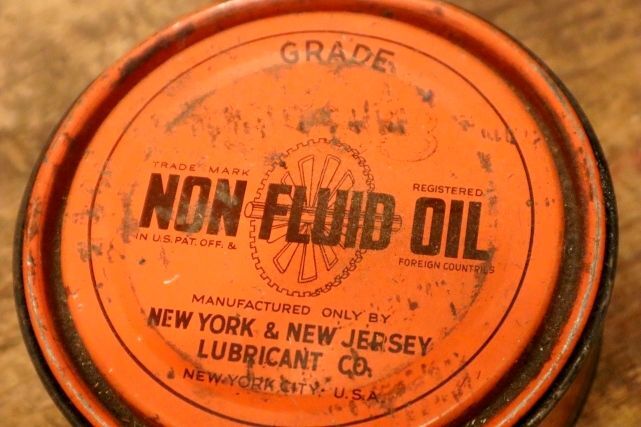 GRADE
TRADE MARK
REGISTERED.
NON FLUID OIL
IN U.S. PAT. OFF. &
FOREIGN COUNTRIES
MANUFACTURED ONLY BY
NEW YORK & NEW JERSEY
LUBRICANT CO.
NEW YORK CITY, U.S.A.